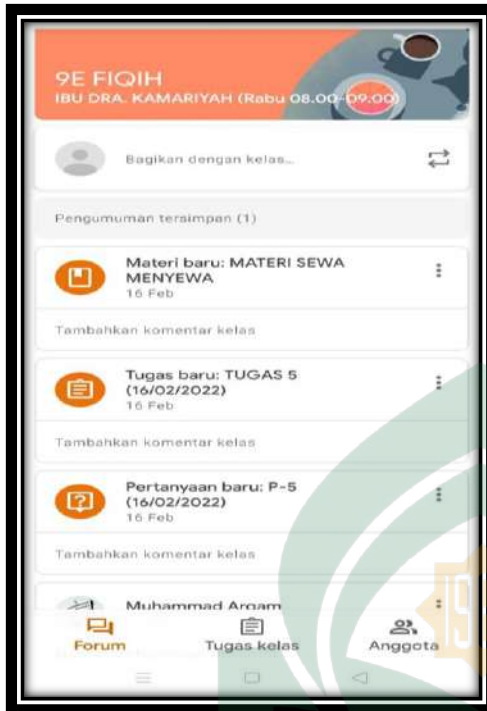 9E FIQIH
IBU DRA. KAMARIYAH (Rabu 08.00-09.00)
Bagikan dengan kelas...
Pengumuman tersimpan (1)
Materi baru: MATERI SEWA
MENYEWA
16 Feb
Tambahkan komentar kelas
Tugas baru: TUGAS 5
(16/02/2022)
16 Feb
Tambahkan komentar kelas
Pertanyaan baru: P-5
(16/02/2022)
16 Feb
Tambahkan komentar kelas
Muhammad Arqam
Forum
Tugas kelas
Anggota